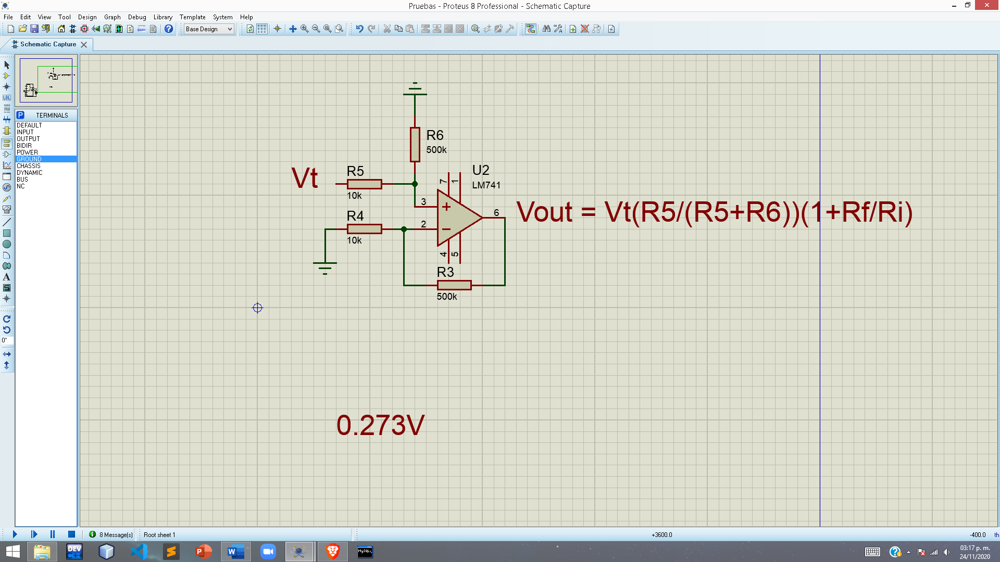 Pruebas - Proteus 8 Professional - Schematic Capture
File Edit View Tool Design Graph Debug Library Template System Help
Base Design
Schematic Capture
P TERMINALS
DEFAULT
INPUT
OUTPUT
BIDIR
POWER
GROUND
CHASSIS
DYNAMIC
BUS
NC
LBL
A
S
0°
R6
500k
Vt
R5
10k
R4
10k
U2
LM741
7
1
3
2
6
4
5
R3
500k
Vout = Vt(R5/(R5+R6))(1+Rf/Ri)
0.273V
8 Message(s) Root sheet 1 +3600.0 -400.0 th
DEV C++
P
W
MySQL
03:17 p. m.
24/11/2020